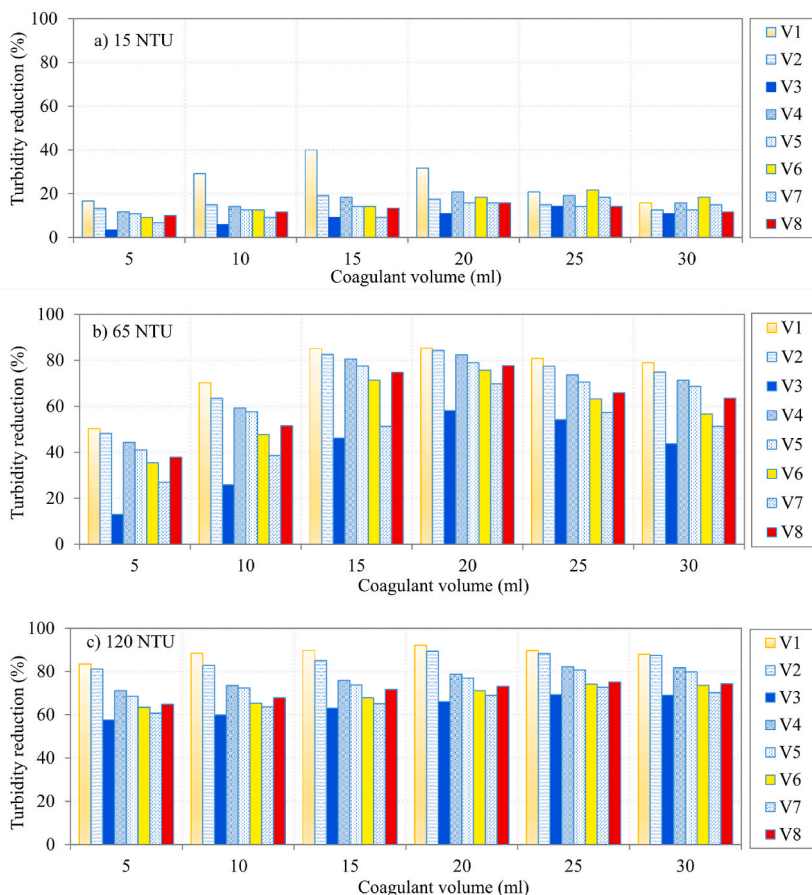 a) 15 NTU
Turbidity reduction (%)
100
80
60
40
20
0
5 10 15 20 25 30
Coagulant volume (ml)
V1
V2
V3
V4
V5
V6
V7
V8
b) 65 NTU
Turbidity reduction (%)
100
80
60
40
20
0
5 10 15 20 25 30
Coagulant volume (ml)
V1
V2
V3
V4
V5
V6
V7
V8
c) 120 NTU
Turbidity reduction (%)
100
80
60
40
20
0
5 10 15 20 25 30
Coagulant volume (ml)
V1
V2
V3
V4
V5
V6
V7
V8